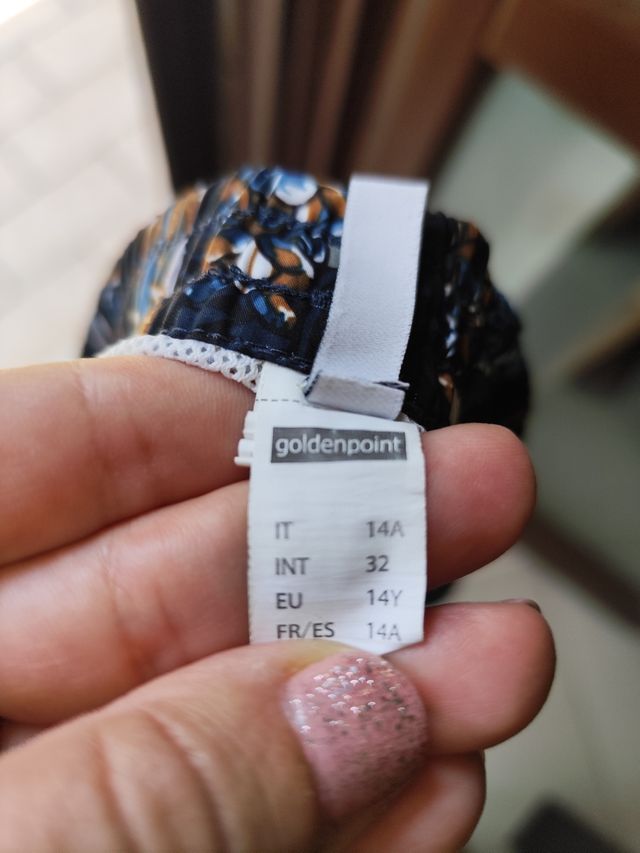 goldenpoint
IT 14A
INT 32
EU 14Y
FR/ES 14A